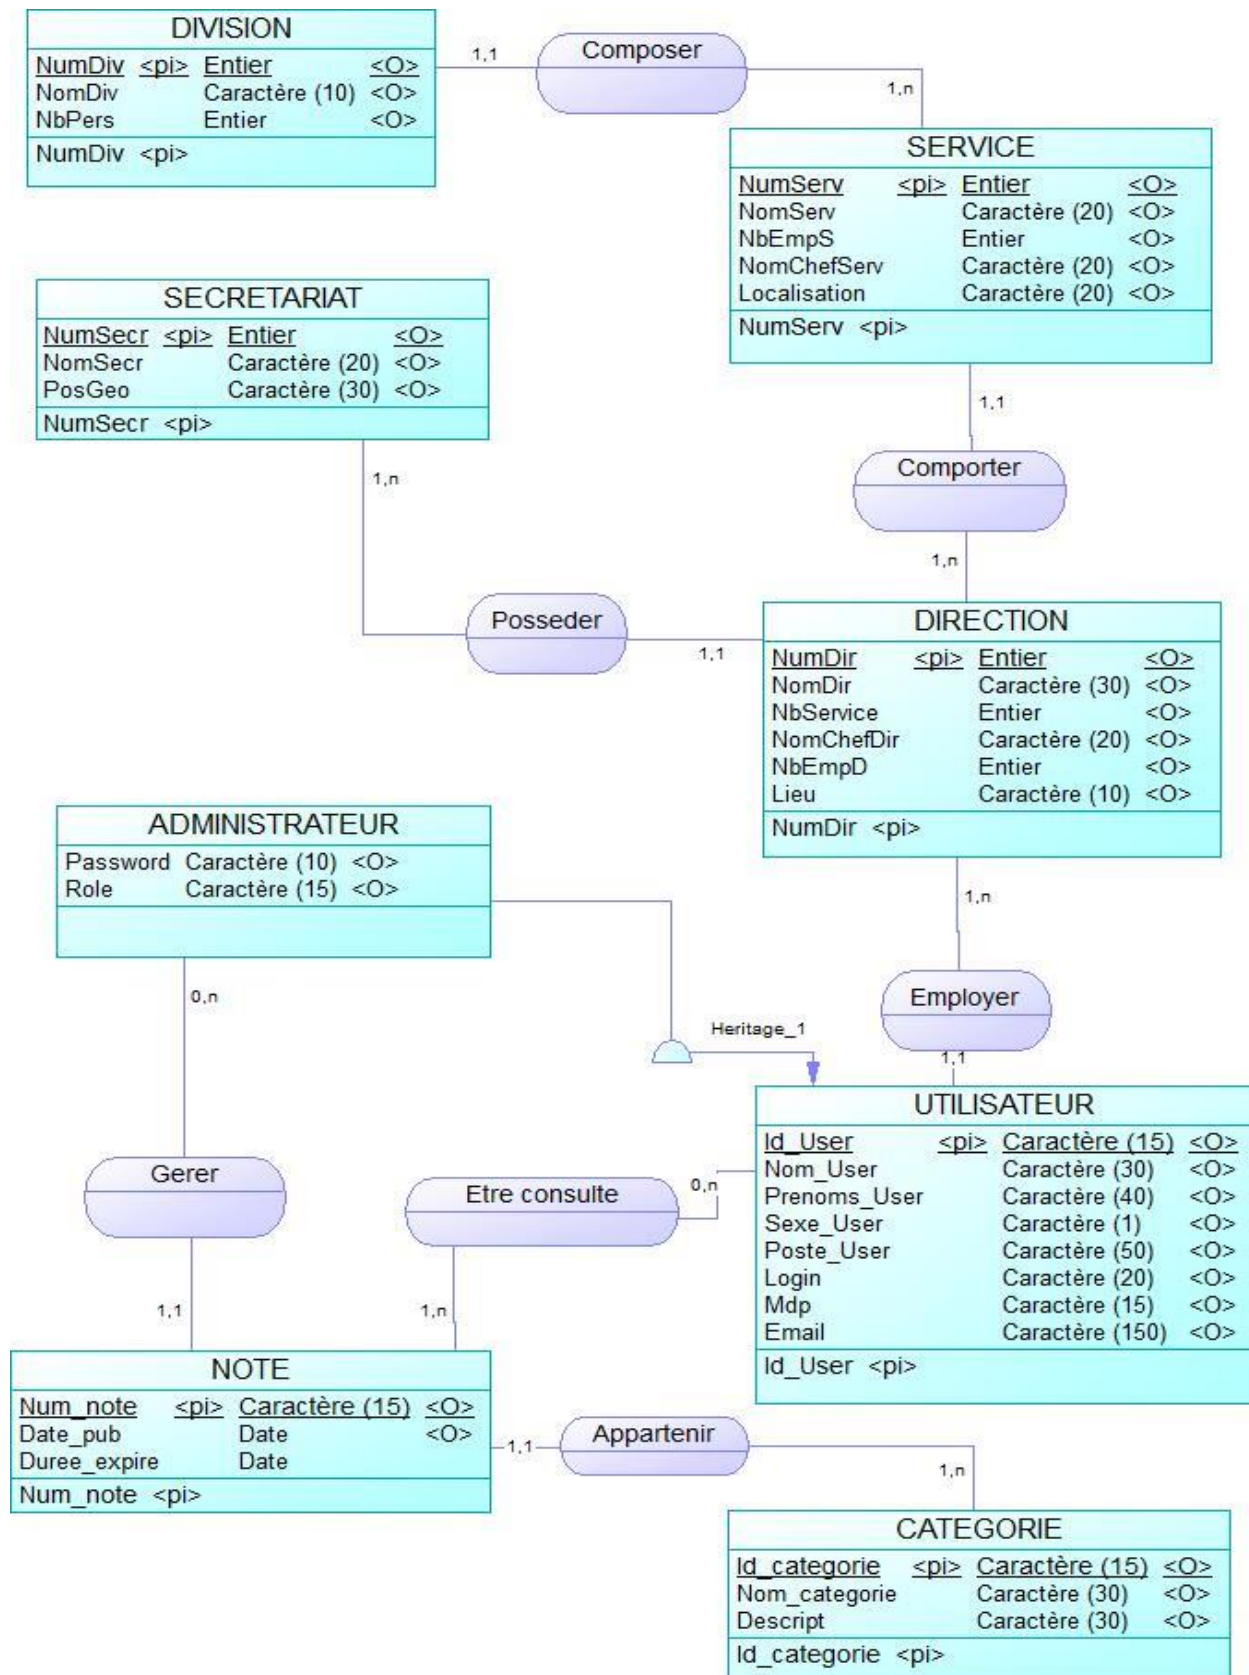 DIVISION
NumDiv <pi> Entier <O>
NomDiv Caractère (10) <O>
NbPers Entier <O>
NumDiv <pi>
1,1
Composer
1,n
SERVICE
NumServ <pi> Entier <O>
NomServ Caractère (20) <O>
NbEmpS Entier <O>
NomChefServ Caractère (20) <O>
Localisation Caractère (20) <O>
NumServ <pi>
SECRETARIAT
NumSecr <pi> Entier <O>
NomSecr Caractère (20) <O>
PosGeo Caractère (30) <O>
NumSecr <pi>
1,1
Comporter
1,n
1,n
Posseder
1,1
DIRECTION
NumDir <pi> Entier <O>
NomDir Caractère (30) <O>
NbService Entier <O>
NomChefDir Caractère (20) <O>
NbEmpD Entier <O>
Lieu Caractère (10) <O>
NumDir <pi>
ADMINISTRATEUR
Password Caractère (10) <O>
Role Caractère (15) <O>
1,n
Employer
1,1
0,n
Heritage_1
UTILISATEUR
Id_User <pi> Caractère (15) <O>
Nom_User Caractère (30) <O>
Prenoms_User Caractère (40) <O>
Sexe_User Caractère (1) <O>
Poste_User Caractère (50) <O>
Login Caractère (20) <O>
Mdp Caractère (15) <O>
Email Caractère (150) <O>
Id_User <pi>
Gerer
Etre consulte
0,n
1,1
1,n
NOTE
Num_note <pi> Caractère (15) <O>
Date_pub Date <O>
Duree_expire Date
Num_note <pi>
1,1
Appartenir
1,n
CATEGORIE
Id_categorie <pi> Caractère (15) <O>
Nom_categorie Caractère (30) <O>
Descript Caractère (30) <O>
Id_categorie <pi>